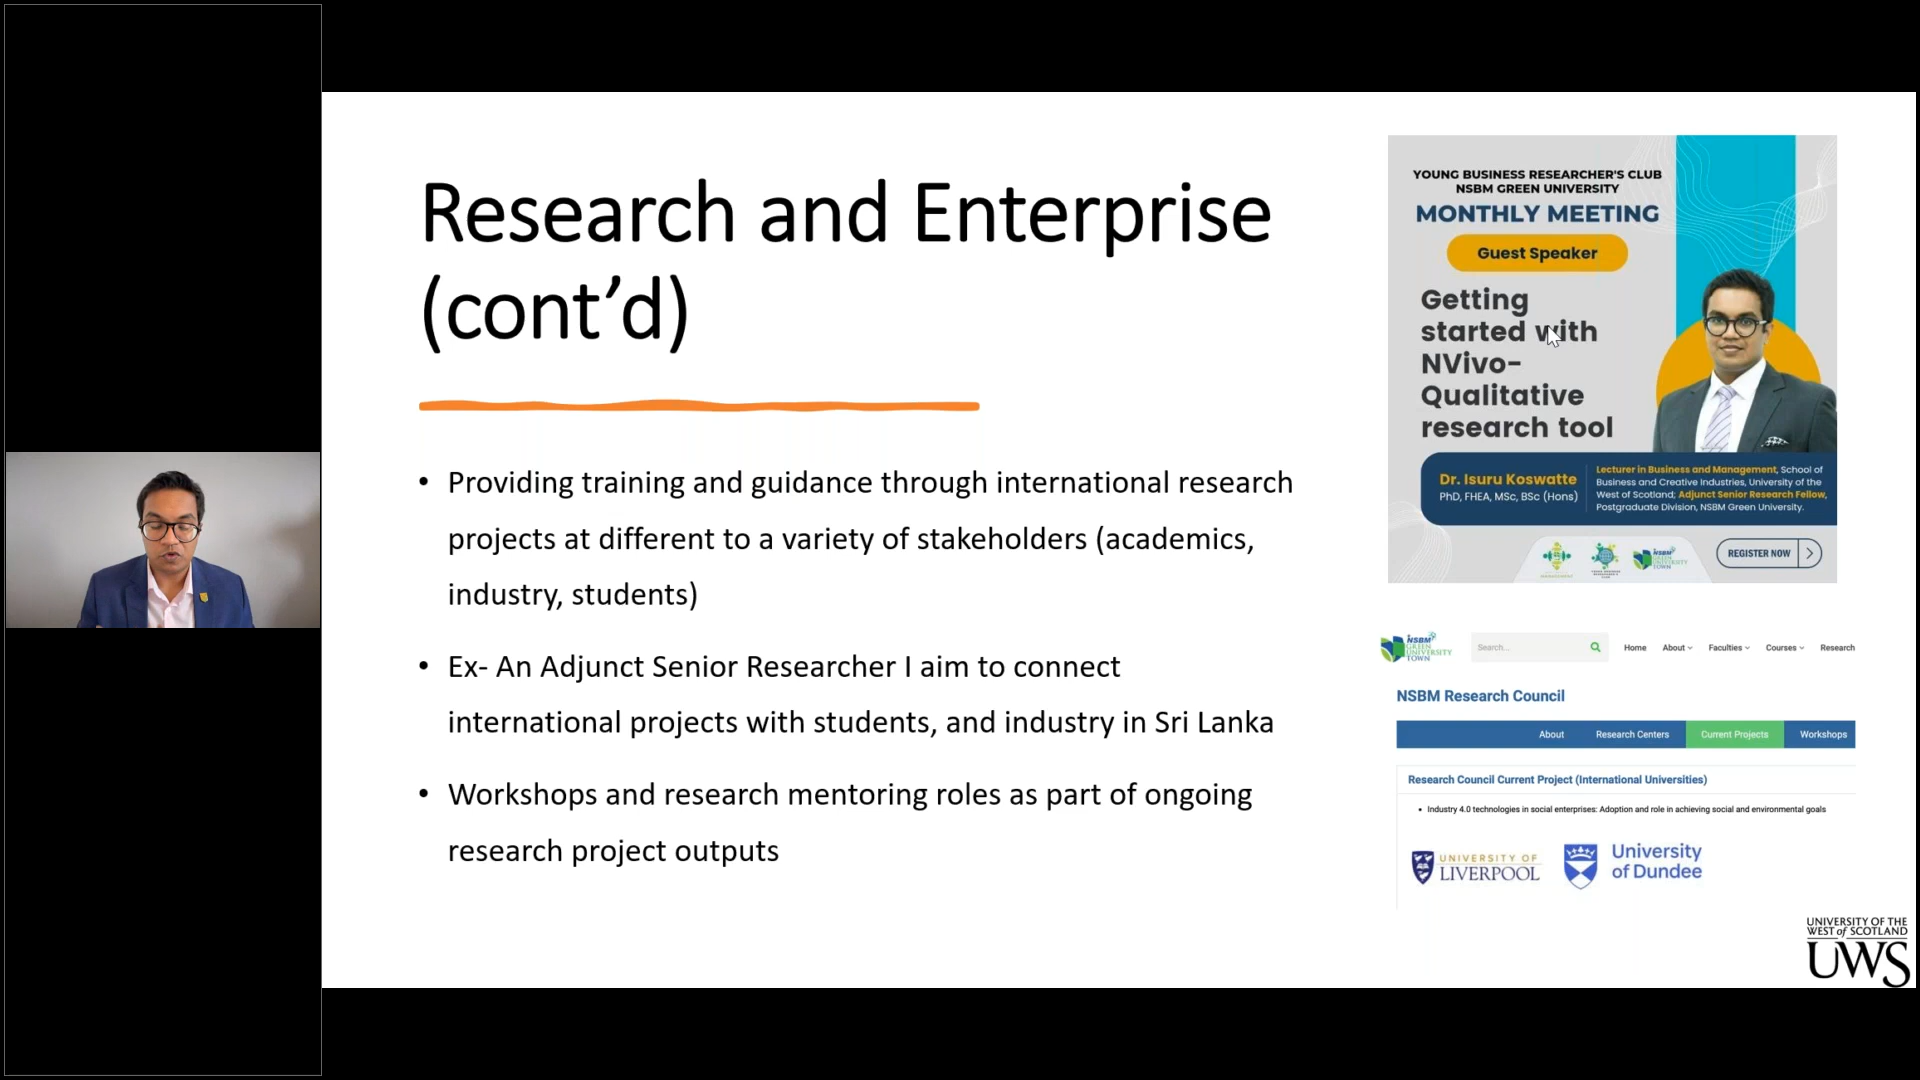 Research and Enterprise
(cont’d)
• Providing training and guidance through international research
projects at different to a variety of stakeholders (academics,
industry, students)
• Ex- An Adjunct Senior Researcher I aim to connect
international projects with students, and industry in Sri Lanka
• Workshops and research mentoring roles as part of ongoing
research project outputs
YOUNG BUSINESS RESEARCHER'S CLUB
NSBM GREEN UNIVERSITY
MONTHLY MEETING
Guest Speaker
Getting
started with
NVivo-
Qualitative
research tool
Dr. Isuru Koswatte
PhD, FHEA, MSc, BSc (Hons)
Lecturer in Business and Management, School of
Business and Creative Industries, University of the
West of Scotland; Adjunct Senior Research Fellow,
Postgraduate Division, NSBM Green University.
NSBM
GREEN
UNIVERSITY
TOWN
REGISTER NOW
NSBM
GREEN
UNIVERSITY
TOWN
Search...
Home About Faculties Courses Research
NSBM Research Council
About Research Centers Current Projects Workshops
Research Council Current Project (International Universities)
• Industry 4.0 technologies in social enterprises: Adoption and role in achieving social and environmental goals
UNIVERSITY OF
LIVERPOOL
University
of Dundee
UNIVERSITY OF THE
WEST of SCOTLAND
UWS